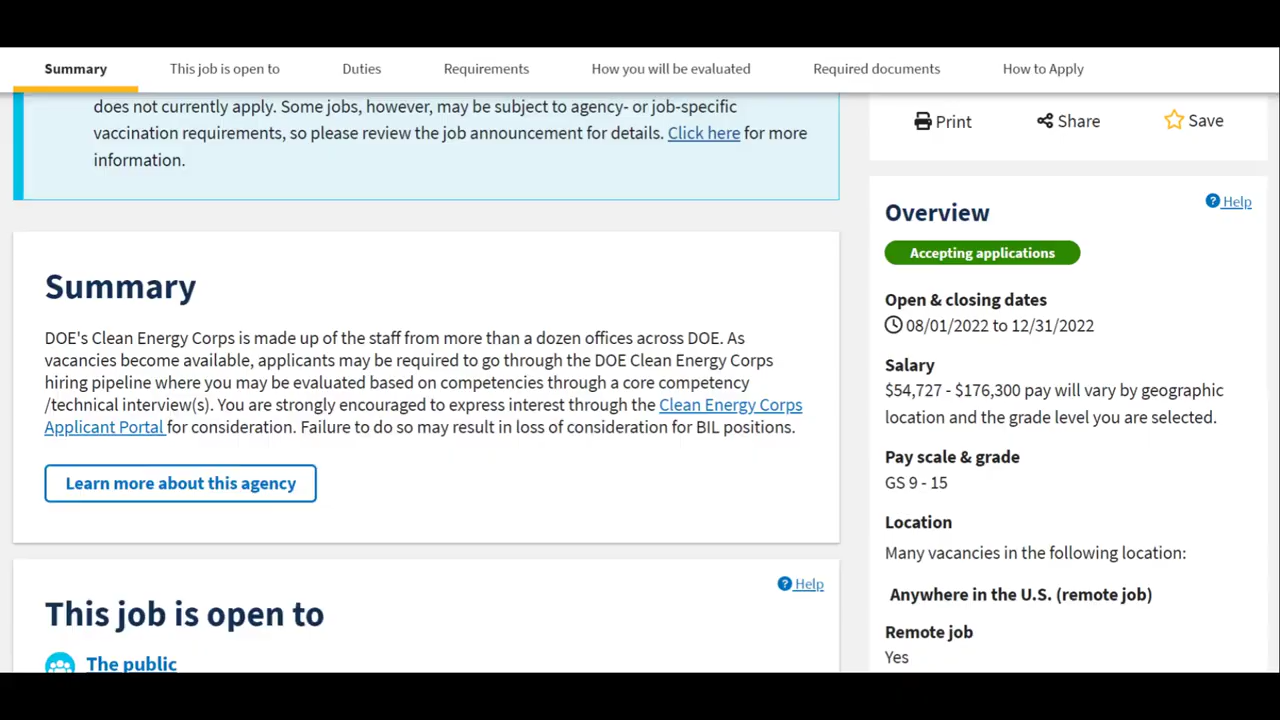 Summary
This job is open to
Duties
Requirements
How you will be evaluated
Required documents
How to Apply
does not currently apply. Some jobs, however, may be subject to agency- or job-specific
vaccination requirements, so please review the job announcement for details. Click here for more
information.
Summary
DOE's Clean Energy Corps is made up of the staff from more than a dozen offices across DOE. As
vacancies become available, applicants may be required to go through the DOE Clean Energy Corps
hiring pipeline where you may be evaluated based on competencies through a core competency
/technical interview(s). You are strongly encouraged to express interest through the Clean Energy Corps
Applicant Portal for consideration. Failure to do so may result in loss of consideration for BIL positions.
Learn more about this agency
Help
This job is open to
The public
Print
Share
Save
Help
Overview
Accepting applications
Open & closing dates
08/01/2022 to 12/31/2022
Salary
$54,727 - $176,300 pay will vary by geographic
location and the grade level you are selected.
Pay scale & grade
GS 9 - 15
Location
Many vacancies in the following location:
Anywhere in the U.S. (remote job)
Remote job
Yes